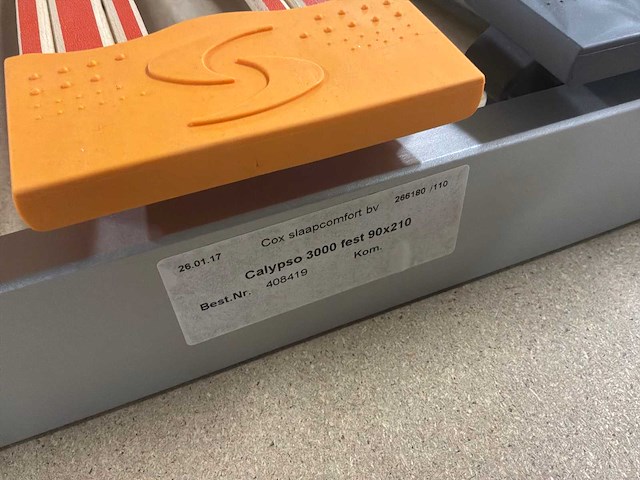 26.01.17 Cox slaapcomfort bv 266180 /110
Calypso 3000 fest 90x210
Best.Nr. 408419 Kom.